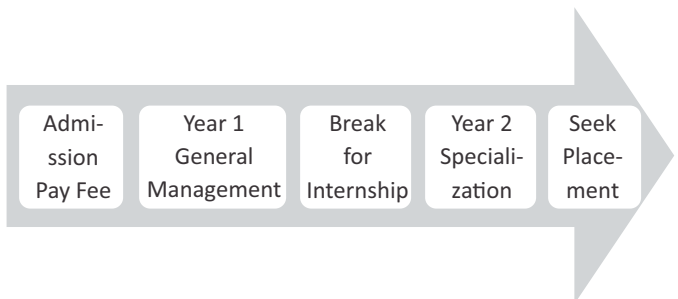 Admi-
ssion
Pay Fee
Year 1
General
Management
Break
for
Internship
Year 2
Speciali-
zation
Seek
Place-
ment